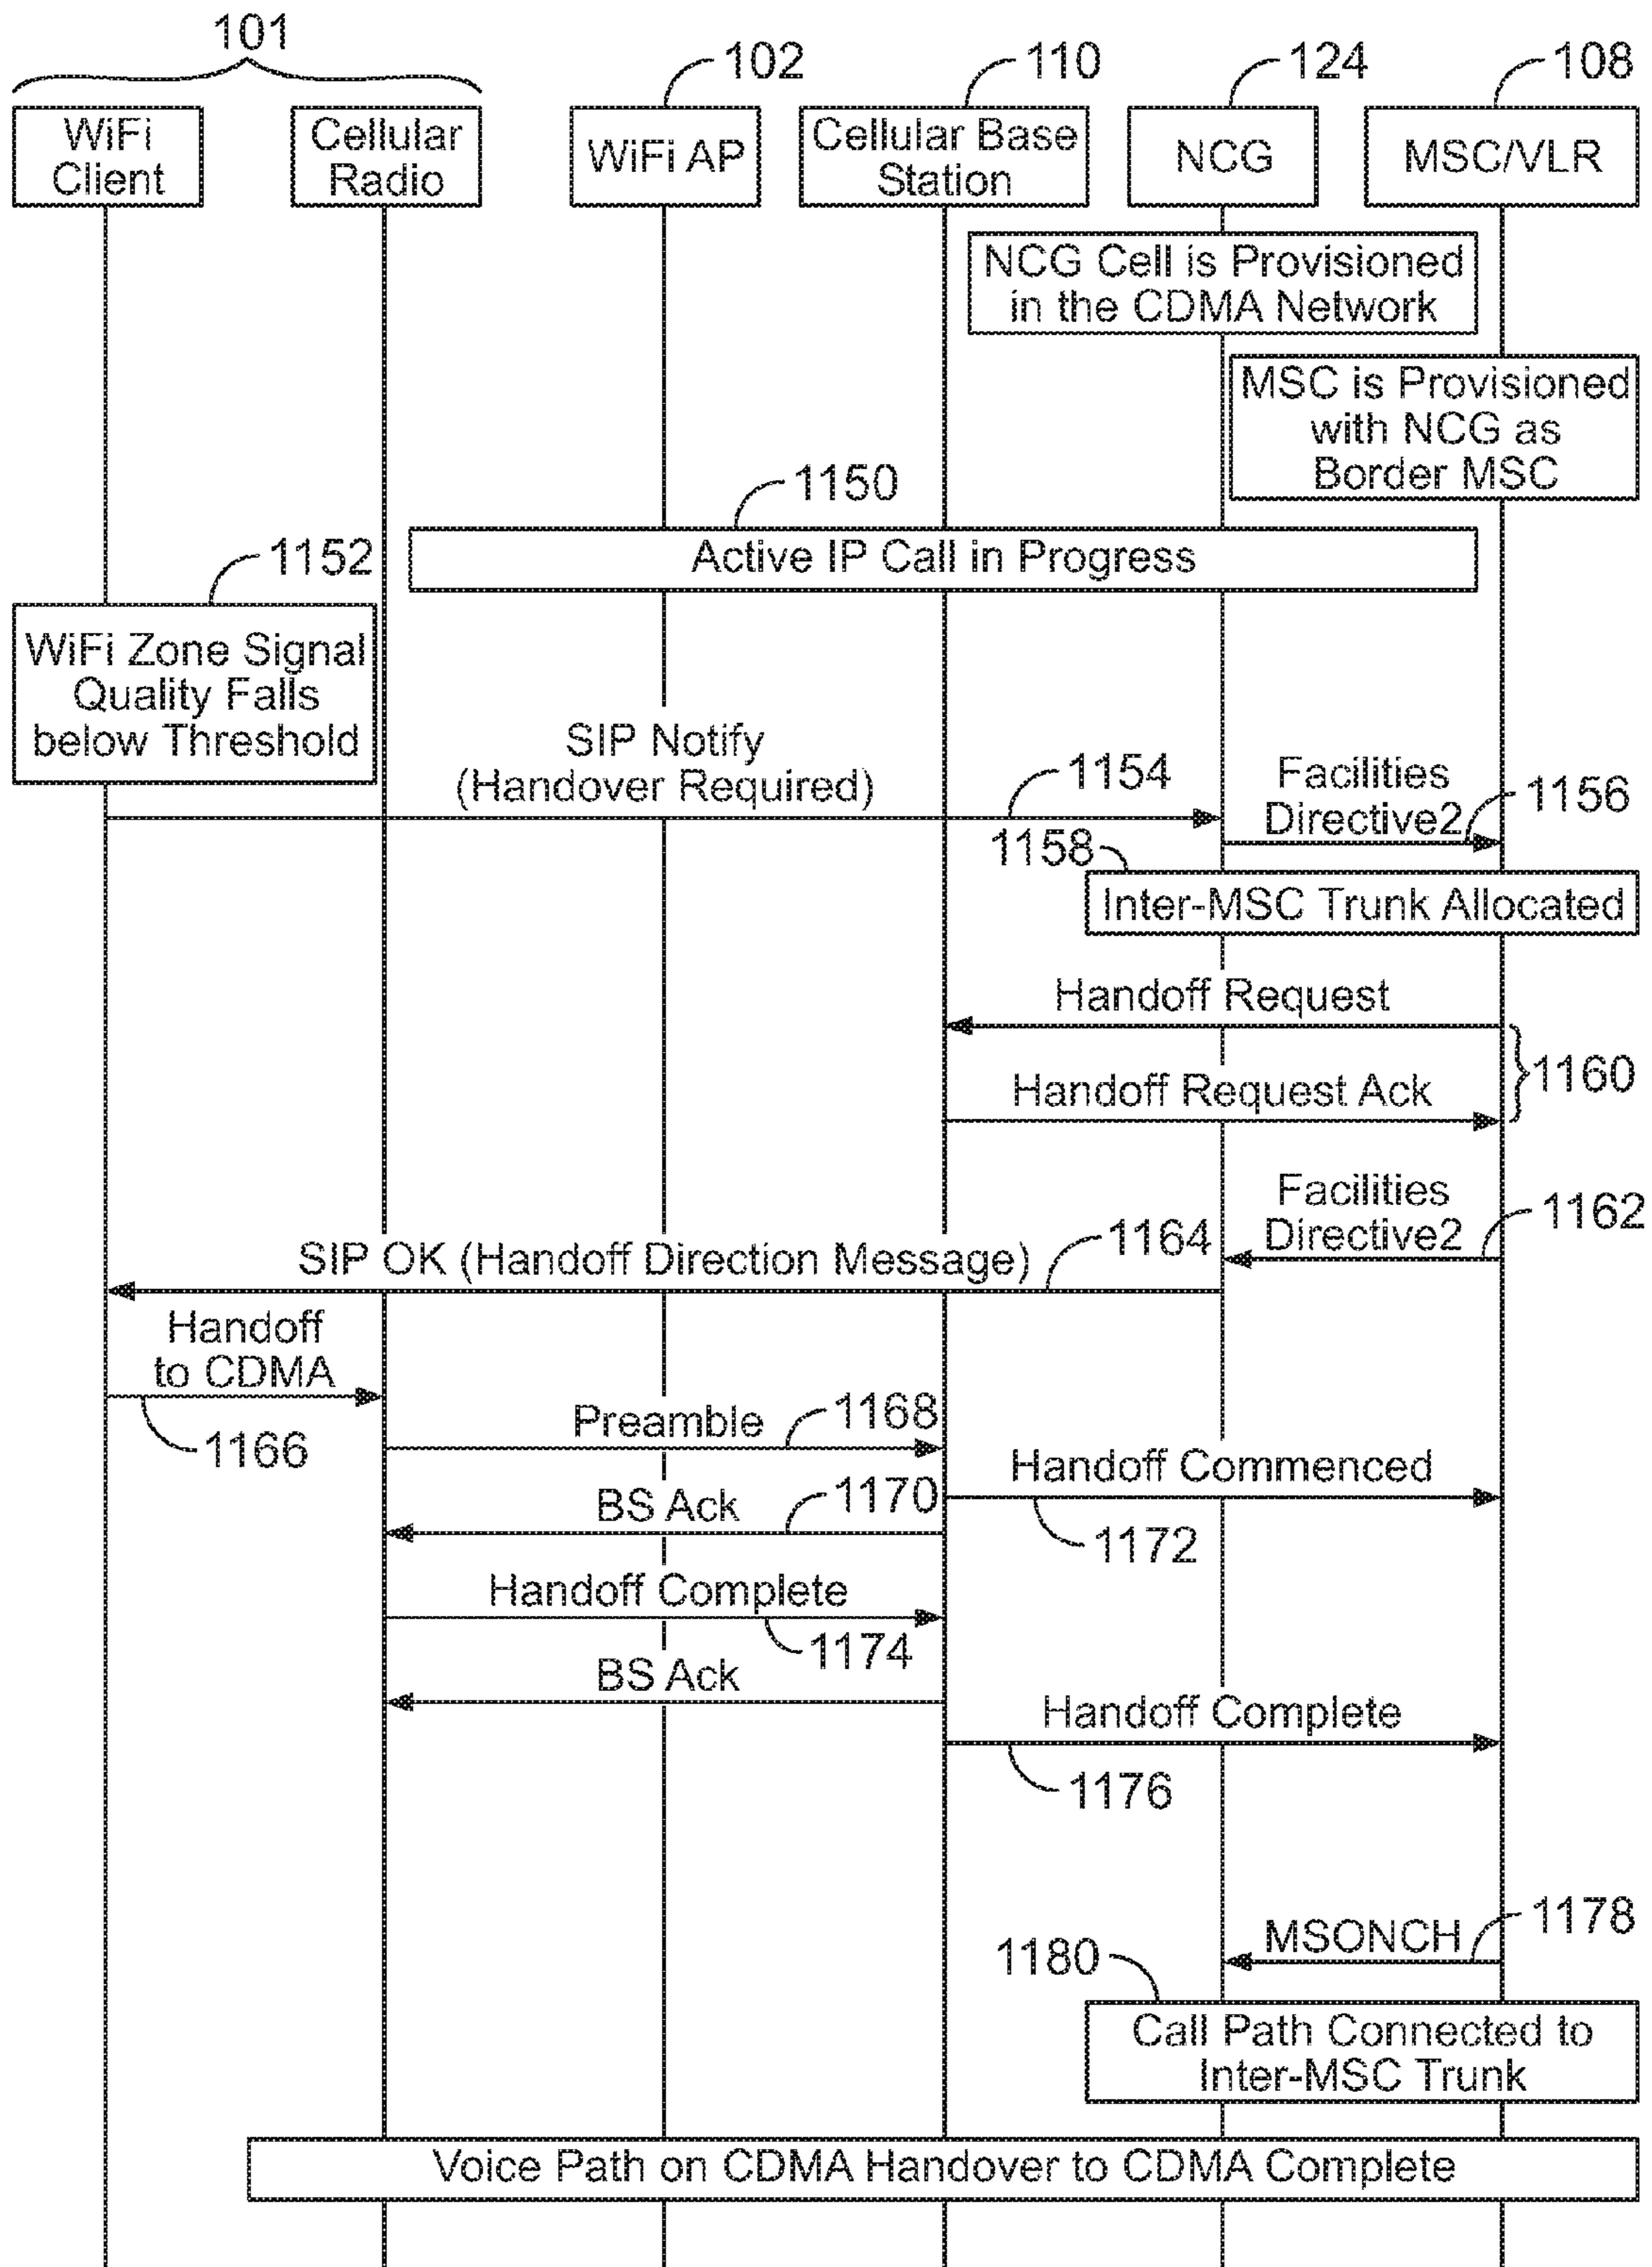 101
102
110
124
108
WiFi
Client
Cellular
Radio
WiFi AP
Cellular Base
Station
NCG
MSC/VLR
NCG Cell is Provisioned
in the CDMA Network
MSC is Provisioned
with NCG as
Border MSC
1150
Active IP Call in Progress
1152
WiFi Zone Signal
Quality Falls
below Threshold
SIP Notify
(Handover Required)
1154
Facilities
Directive2
1156
1158
Inter-MSC Trunk Allocated
Handoff Request
Handoff Request Ack
1160
Facilities
Directive2
1162
SIP OK (Handoff Direction Message)
1164
Handoff
to CDMA
1166
Preamble
1168
Handoff Commenced
1172
BS Ack
1170
Handoff Complete
1174
BS Ack
Handoff Complete
1176
MSONCH
1178
1180
Call Path Connected to
Inter-MSC Trunk
Voice Path on CDMA Handover to CDMA Complete